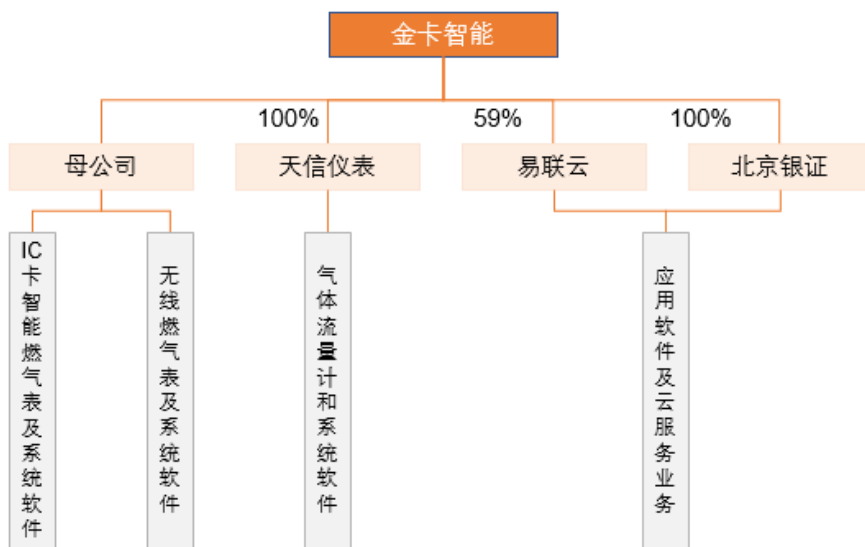 金卡智能
100%
59%
100%
母公司
天信仪表
易联云
北京银证
IC卡智能燃气表及系统软件
无线燃气表及系统软件
气体流量计和系统软件
应用软件及云服务业务